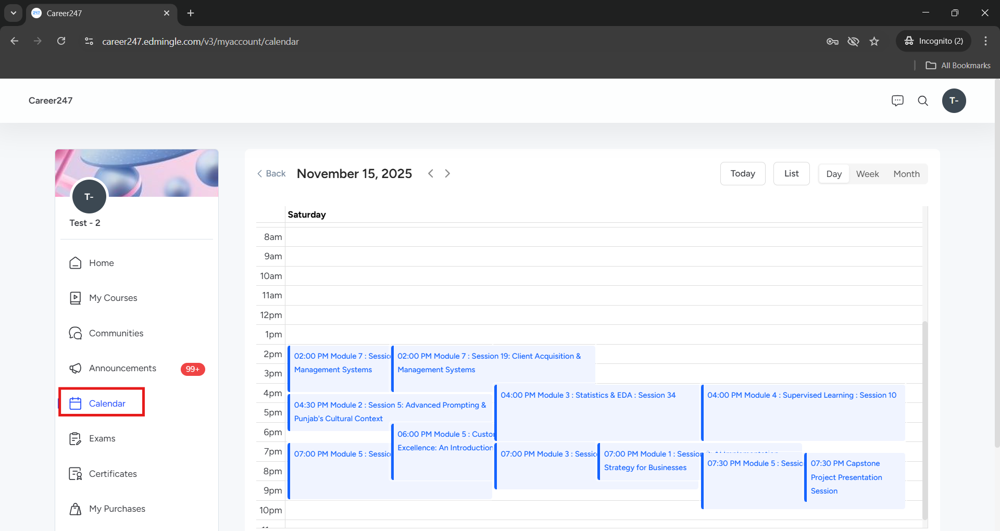 Career247
career247.edmingle.com/v3/myaccount/calendar
Incognito (2)
All Bookmarks
Career247
T-
T-
Test - 2
Home
My Courses
Communities
Announcements
99+
Calendar
Exams
Certificates
My Purchases
Back
November 15, 2025
Today
List
Day
Week
Month
Saturday
8am
9am
10am
11am
12pm
1pm
2pm
3pm
4pm
5pm
6pm
7pm
8pm
9pm
10pm
02:00 PM Module 7 : Sessio
Management Systems
02:00 PM Module 7 : Session 19: Client Acquisition &
Management Systems
04:00 PM Module 3 : Statistics & EDA : Session 34
04:00 PM Module 4 : Supervised Learning : Session 10
04:30 PM Module 2 : Session 5: Advanced Prompting &
Punjab's Cultural Context
06:00 PM Module 5 : Custo
Excellence: An Introduction
07:00 PM Module 5 : Sessio
07:00 PM Module 3 : Sessio
07:00 PM Module 1 : Session
Strategy for Businesses
07:30 PM Module 5 : Sessio
07:30 PM Capstone
Project Presentation
Session